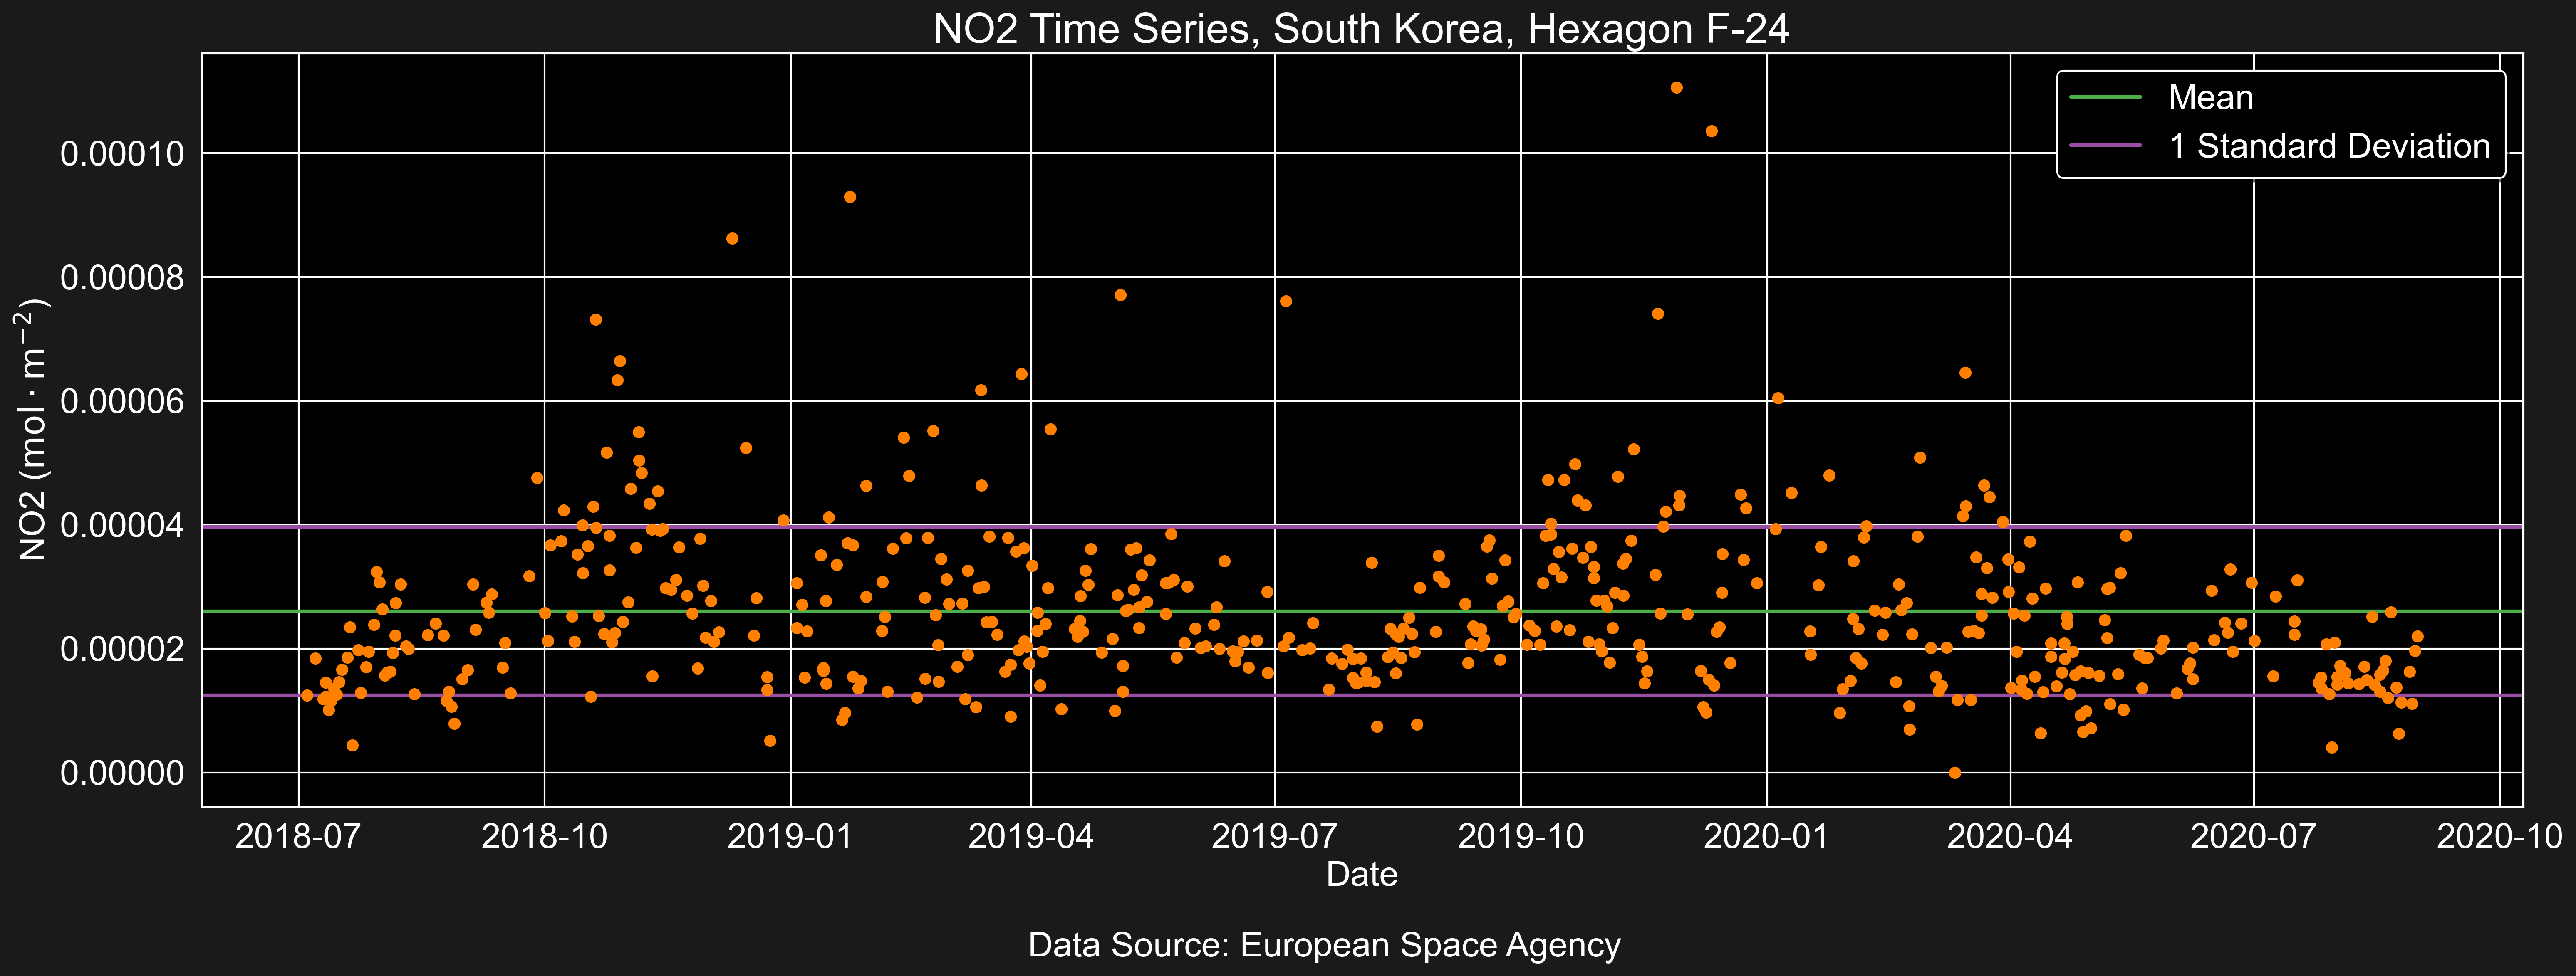 NO2 Time Series, South Korea, Hexagon F-24
Mean
1 Standard Deviation
NO2 (mol · m⁻²)
0.00010
0.00008
0.00006
0.00004
0.00002
0.00000
2018-07 2018-10 2019-01 2019-04 2019-07 2019-10 2020-01 2020-04 2020-07 2020-10
Date
Data Source: European Space Agency